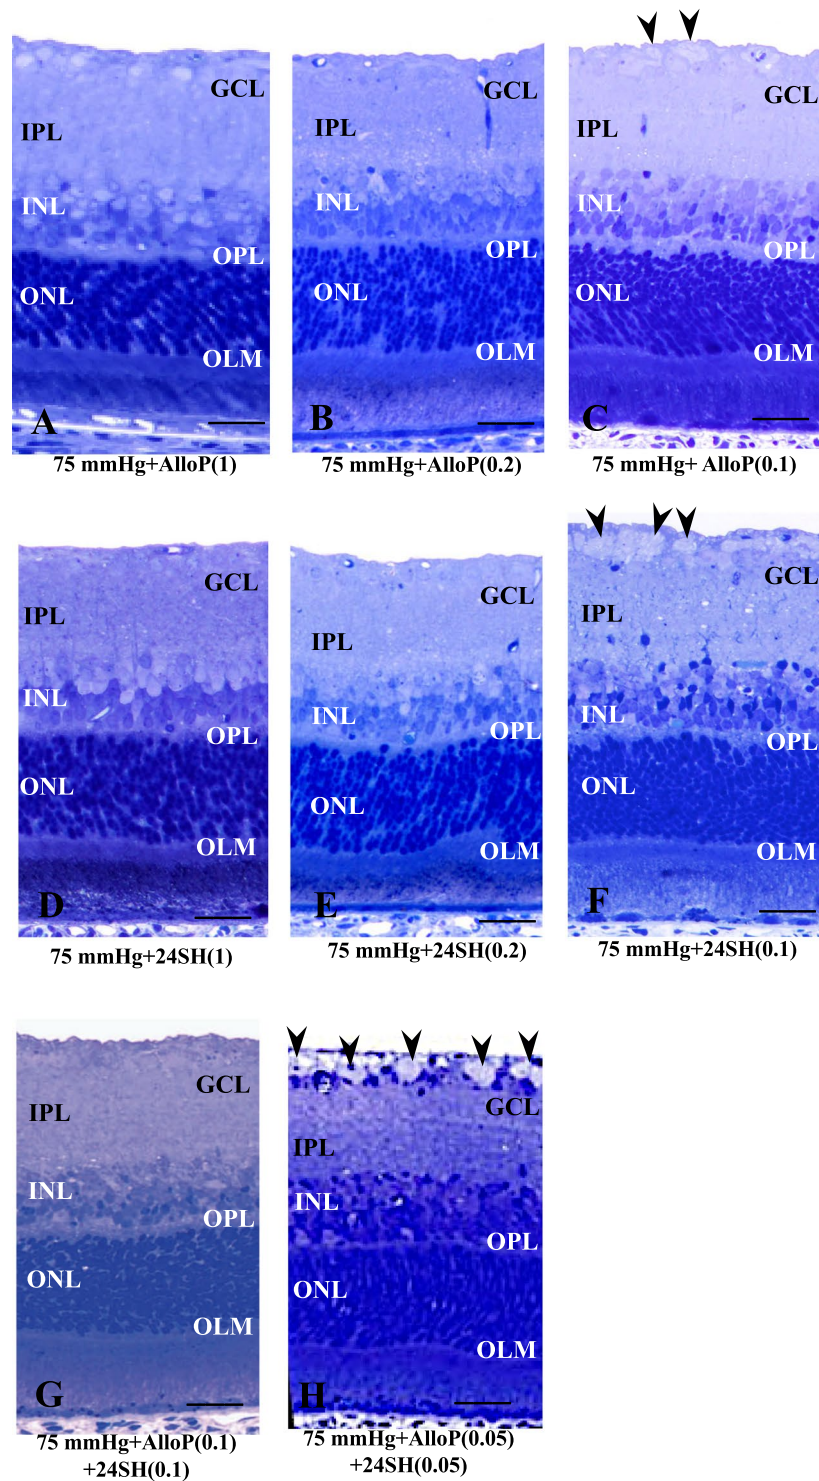 GCL
IPL
INL
OPL
ONL
OLM
A
75 mmHg+AlloP(1)
GCL
IPL
INL
OPL
ONL
OLM
B
75 mmHg+AlloP(0.2)
GCL
IPL
INL
OPL
ONL
OLM
C
75 mmHg+ AlloP(0.1)
GCL
IPL
INL
OPL
ONL
OLM
D
75 mmHg+24SH(1)
GCL
IPL
INL
OPL
ONL
OLM
E
75 mmHg+24SH(0.2)
GCL
IPL
INL
OPL
ONL
OLM
F
75 mmHg+24SH(0.1)
GCL
IPL
INL
OPL
ONL
OLM
G
75 mmHg+AlloP(0.1)
+24SH(0.1)
GCL
IPL
INL
OPL
ONL
OLM
H
75 mmHg+AlloP(0.05)
+24SH(0.05)